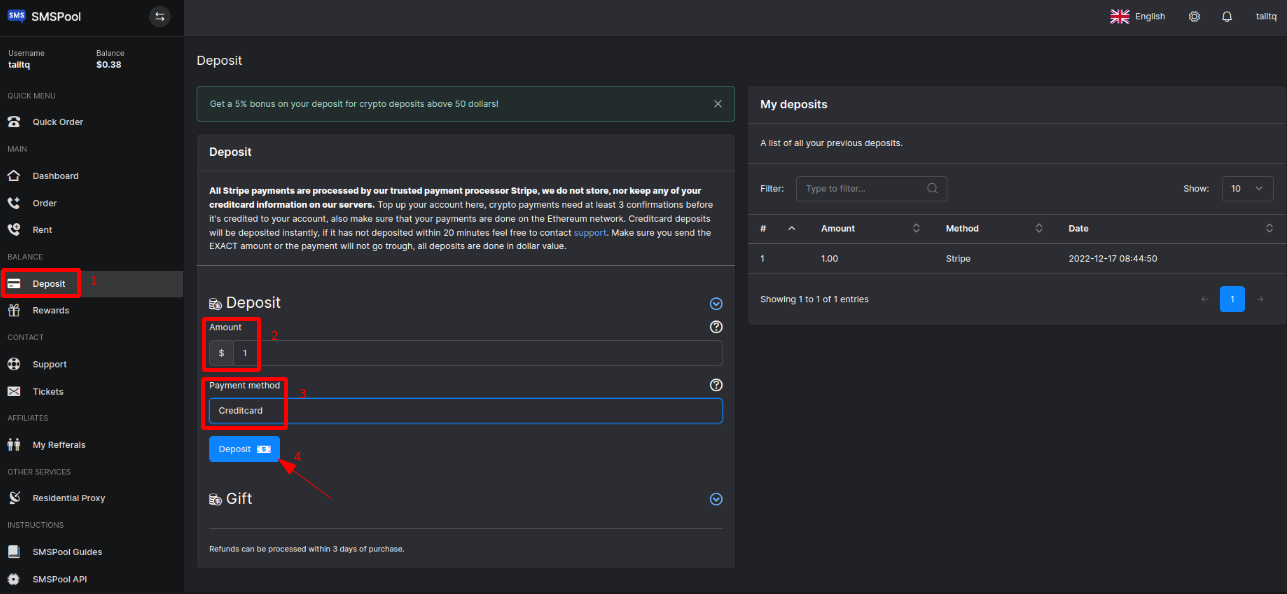 SMS SMSPool
English
tailtq
Username
Balance
tailtq
$0.38
QUICK MENU
Quick Order
MAIN
Dashboard
Order
Rent
BALANCE
Deposit
1
Rewards
CONTACT
Support
Tickets
AFFILIATES
My Refferals
OTHER SERVICES
Residential Proxy
INSTRUCTIONS
SMSPool Guides
SMSPool API
Deposit
Get a 5% bonus on your deposit for crypto deposits above 50 dollars!
Deposit
All Stripe payments are processed by our trusted payment processor Stripe, we do not store, nor keep any of your
creditcard information on our servers. Top up your account here, crypto payments need at least 3 confirmations before
it's credited to your account, also make sure that your payments are done on the Ethereum network. Creditcard deposits
will be deposited instantly, if it has not deposited within 20 minutes feel free to contact support. Make sure you send the
EXACT amount or the payment will not go trough, all deposits are done in dollar value.
Deposit
Amount
2
$ 1
Payment method
3
Creditcard
Deposit
4
Gift
Refunds can be processed within 3 days of purchase.
My deposits
A list of all your previous deposits.
Filter: Type to filter...
Show: 10
# Amount Method Date
1 1.00 Stripe 2022-12-17 08:44:50
Showing 1 to 1 of 1 entries
← 1 →